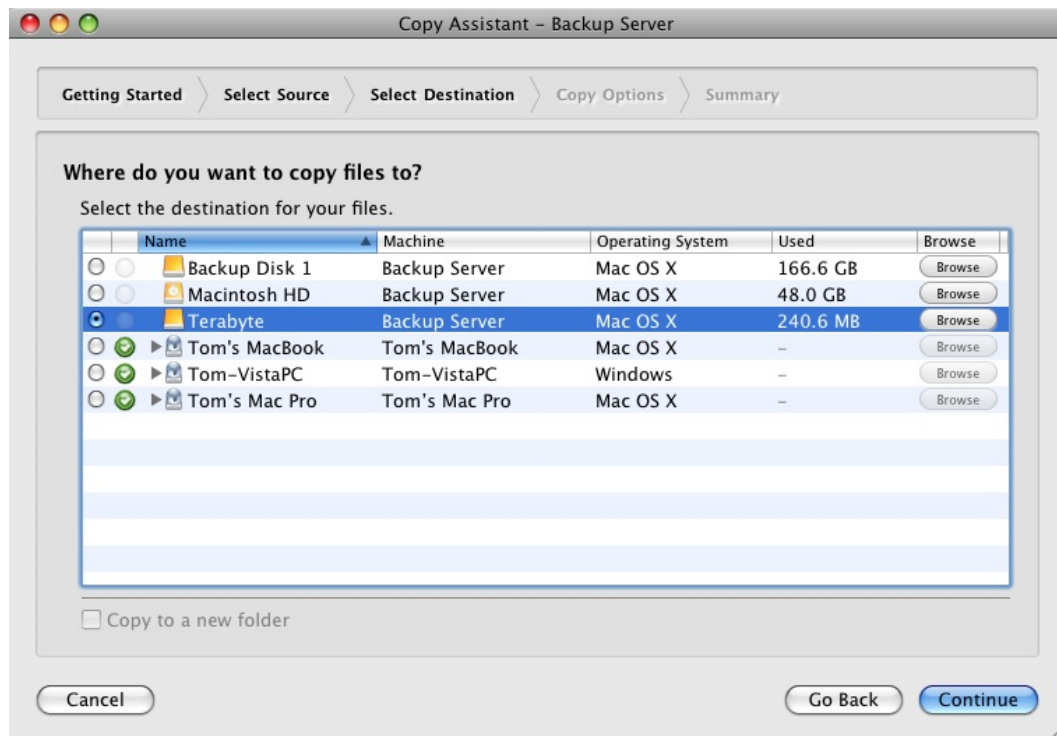 Copy Assistant – Backup Server
Getting Started Select Source Select Destination Copy Options Summary
Where do you want to copy files to?
Select the destination for your files.
Name Machine Operating System Used Browse
Backup Disk 1 Backup Server Mac OS X 166.6 GB Browse
Macintosh HD Backup Server Mac OS X 48.0 GB Browse
Terabyte Backup Server Mac OS X 240.6 MB Browse
Tom's MacBook Tom's MacBook Mac OS X – Browse
Tom-VistaPC Tom-VistaPC Windows – Browse
Tom's Mac Pro Tom's Mac Pro Mac OS X – Browse
Copy to a new folder
Cancel Go Back Continue